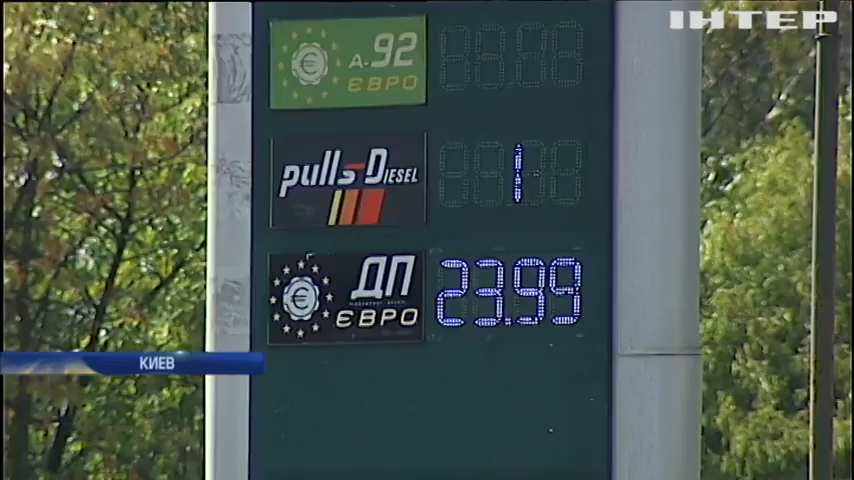 ІНТЕР
А-92
ЄВРО
pulls Diesel
ДП
ЄВРО
23.99
КИЕВ